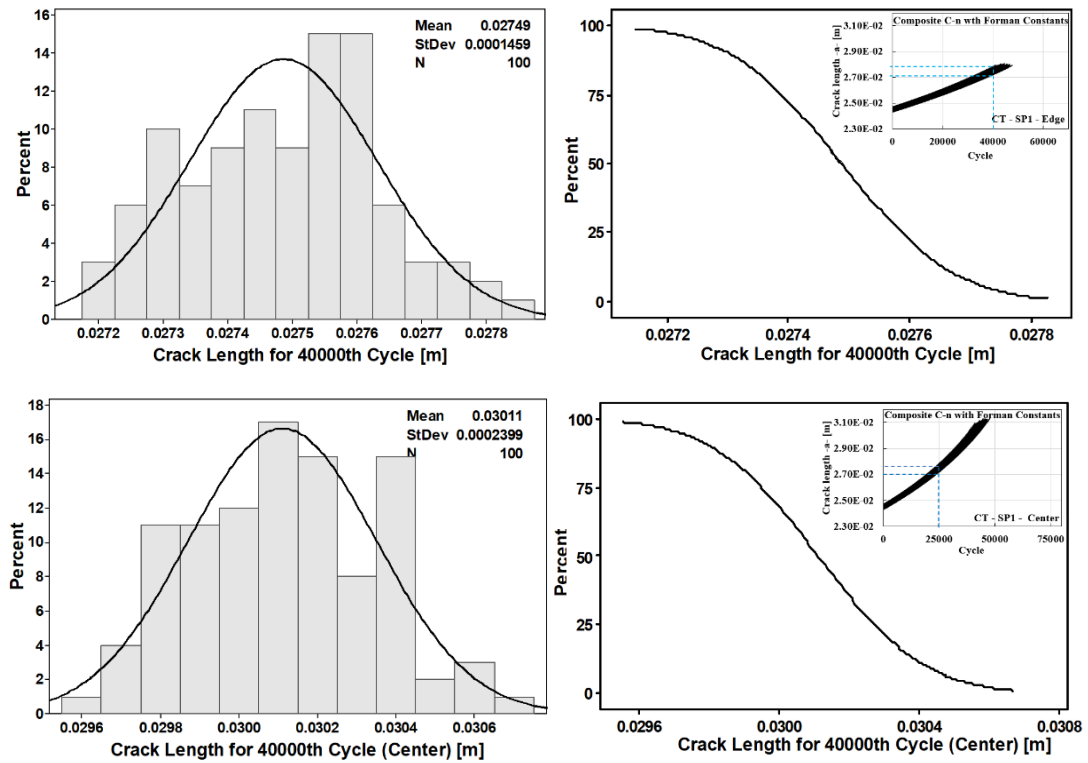 Mean 0.02749
StDev 0.0001459
N 100
16
14
12
10
8
6
4
2
0
Percent
0.0272 0.0273 0.0274 0.0275 0.0276 0.0277 0.0278
Crack Length for 40000th Cycle [m]
100
75
50
25
0
Percent
0.0272 0.0274 0.0276 0.0278
Crack Length for 40000th Cycle [m]
Composite C-n wth Forman Constants
3.10E-02
2.90E-02
2.70E-02
2.50E-02
2.30E-02
Crack length -a- [m]
CT - SP1 - Edge
0 20000 40000 60000
Cycle
Mean 0.03011
StDev 0.0002399
N 100
18
16
14
12
10
8
6
4
2
0
Percent
0.0296 0.0298 0.0300 0.0302 0.0304 0.0306
Crack Length for 40000th Cycle (Center) [m]
100
75
50
25
0
Percent
0.0296 0.0300 0.0304 0.0308
Crack Length for 40000th Cycle (Center) [m]
Composite C-n with Forman Constants
3.10E-02
2.90E-02
2.70E-02
2.50E-02
2.30E-02
Crack length -a- [m]
CT - SP1 - Center
0 25000 50000 75000
Cycle